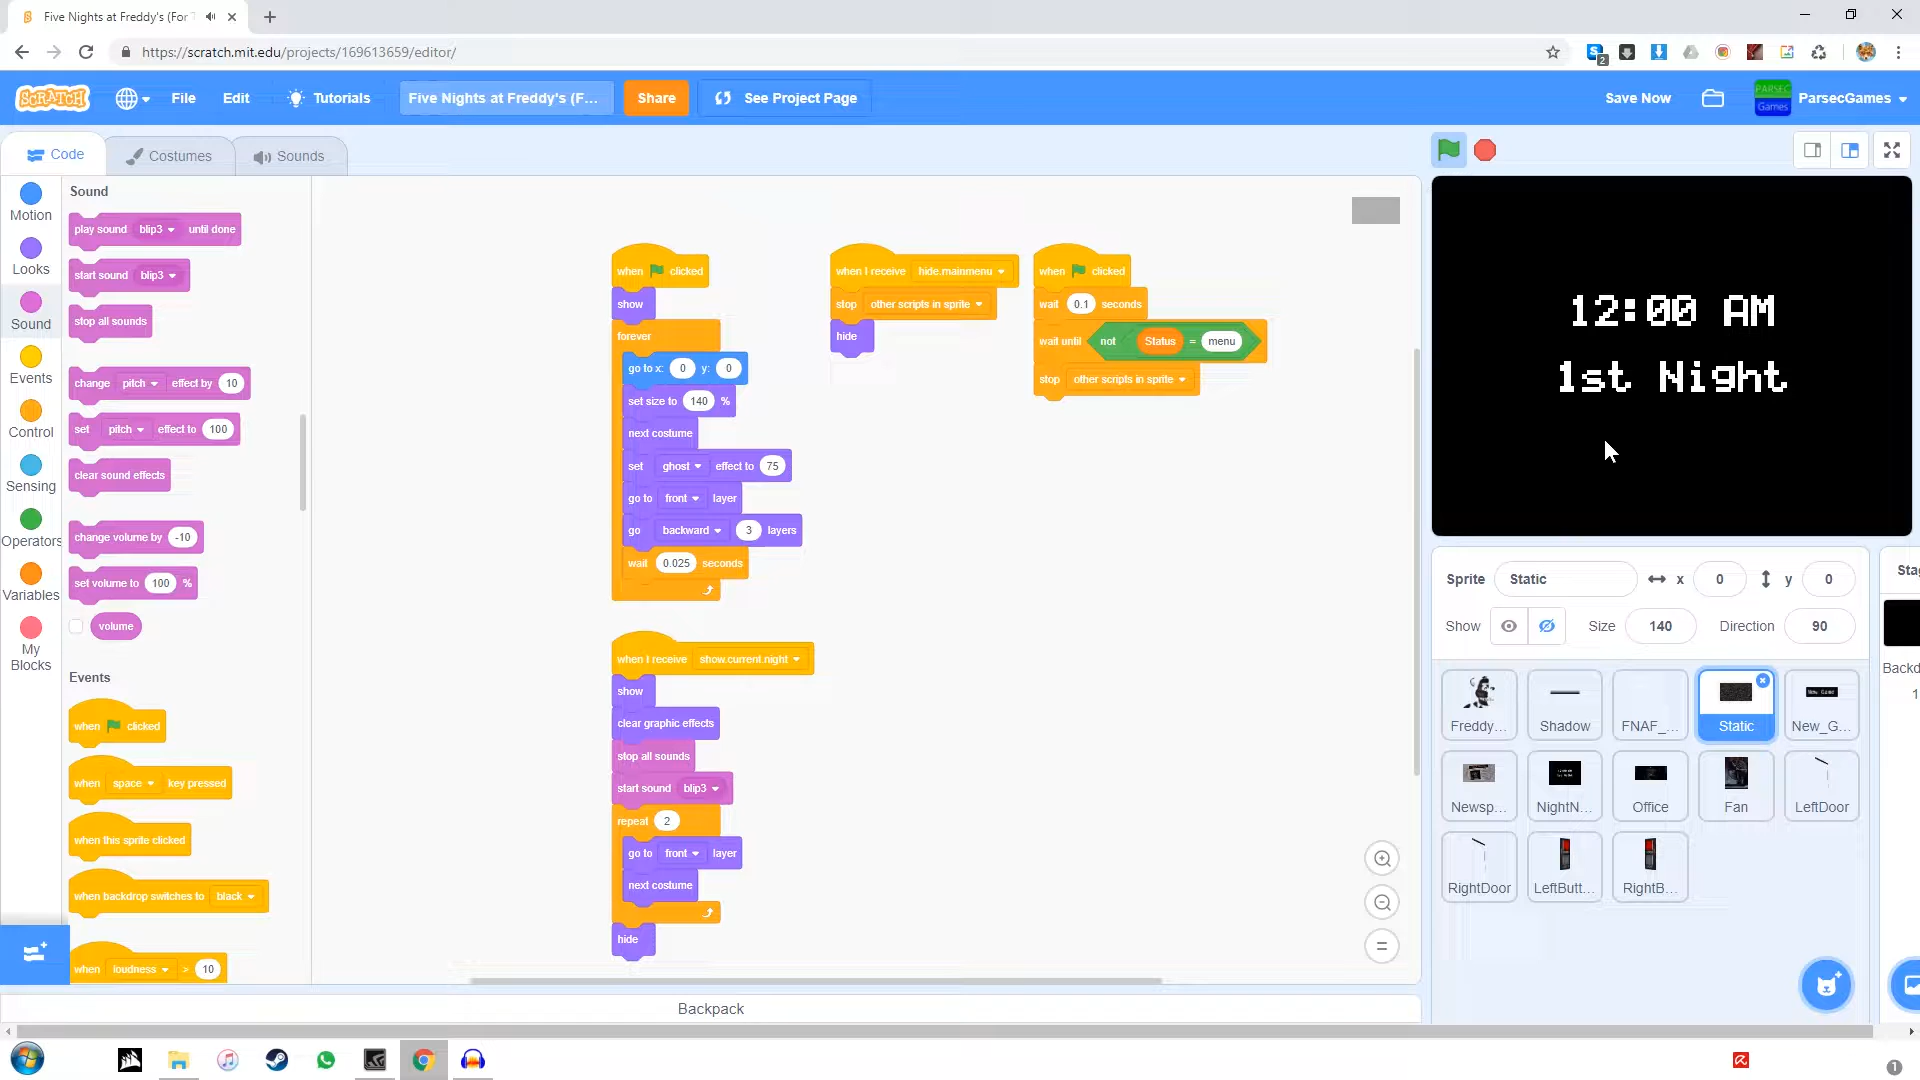 Five Nights at Freddy's (For T
https://scratch.mit.edu/projects/169613659/editor/
2
SCRATCH
File
Edit
Tutorials
Five Nights at Freddy's (F...
Share
See Project Page
Save Now
PARSEC
Games
ParsecGames
Code
Costumes
Sounds
Motion
Looks
Sound
Events
Control
Sensing
Operators
Variables
My
Blocks
Sound
play sound blip3 until done
start sound blip3
stop all sounds
change pitch effect by 10
set pitch effect to 100
clear sound effects
change volume by -10
set volume to 100 %
volume
Events
when clicked
when space key pressed
when this sprite clicked
when backdrop switches to black
when loudness > 10
when clicked
show
forever
go to x: 0 y: 0
set size to 140 %
next costume
set ghost effect to 75
go to front layer
go backward 3 layers
wait 0.025 seconds
when I receive show.current.night
show
clear graphic effects
stop all sounds
start sound blip3
repeat 2
go to front layer
next costume
hide
when I receive hide.mainmenu
stop other scripts in sprite
hide
when clicked
wait 0.1 seconds
wait until not Status = menu
stop other scripts in sprite
12:00 AM
1st Night
Sprite Static x 0 y 0
Show Size 140 Direction 90
Freddy...
Shadow
FNAF_...
Static
New Game
New_G...
Newsp...
NightN...
Office
Fan
LeftDoor
RightDoor
LeftButt...
RightB...
Stag
Backd
1
Backpack
1